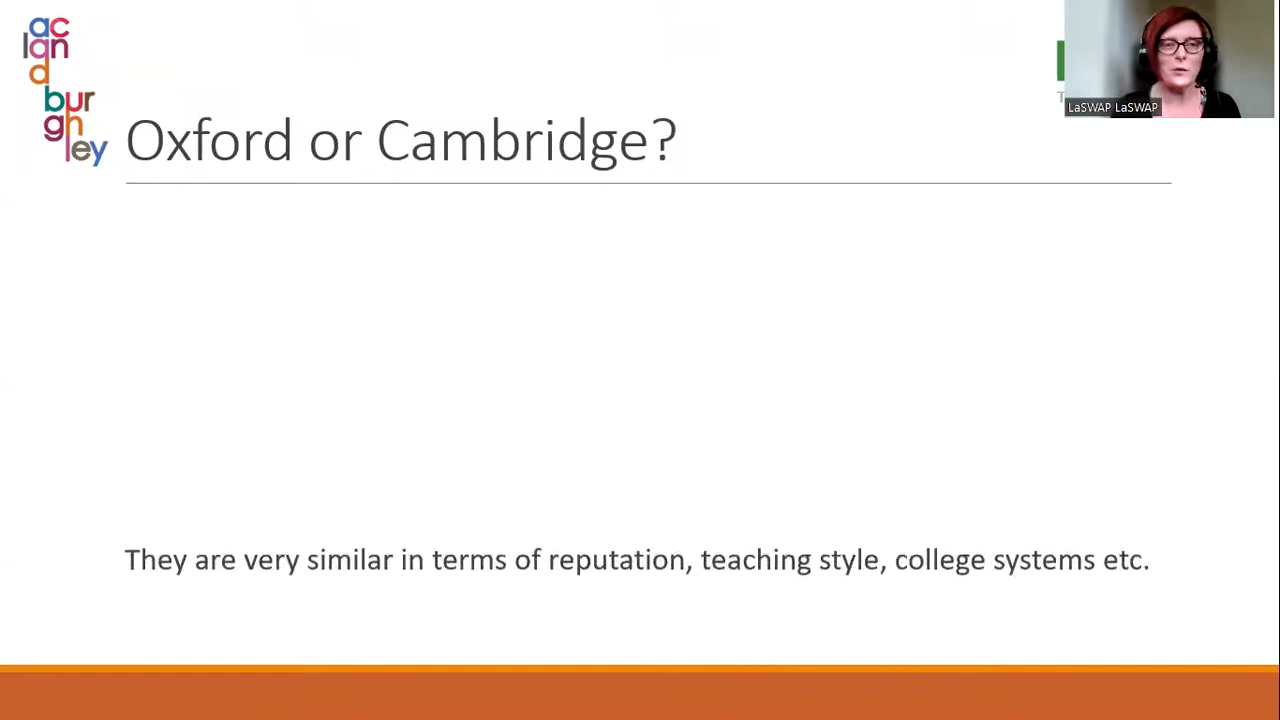 ac
lan
d
bur
gh
ley
Oxford or Cambridge?
LaSWAP LaSWAP
They are very similar in terms of reputation, teaching style, college systems etc.